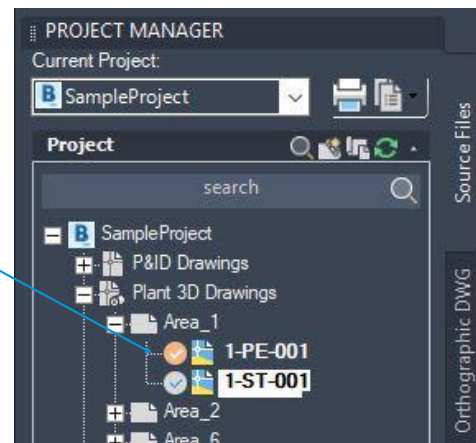 PROJECT MANAGER
Current Project:
B SampleProject
Project
search
B SampleProject
P&ID Drawings
Plant 3D Drawings
Area_1
1-PE-001
1-ST-001
Area_2
Area_6
Source Files
Orthographic DWG